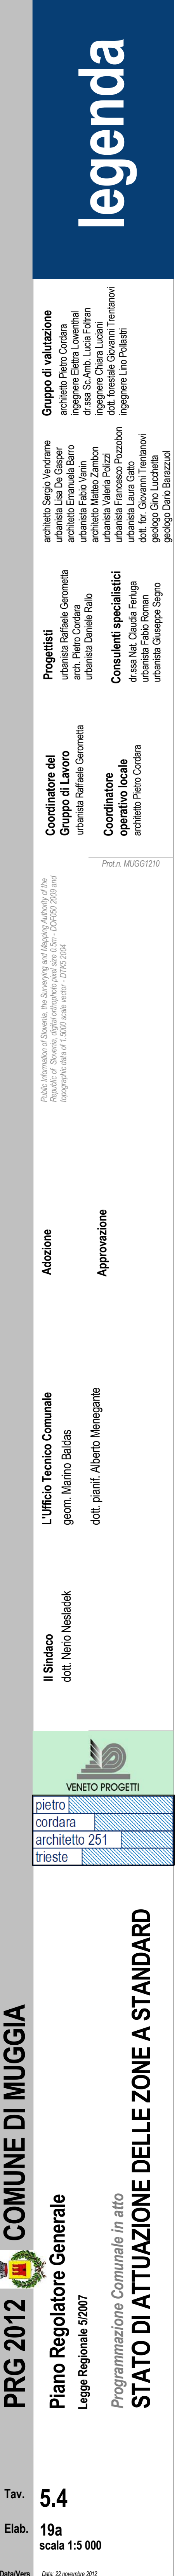 legenda
Gruppo di valutazione
architetto Pietro Cordara
ingegnere Elettra Lowenthal
dr.ssa Sc.Amb. Lucia Foltran
ingegnere Chiara Luciani
dott. forestale Giovanni Trentanovi
ingegnere Lino Pollastri
Progettisti
urbanista Raffaele Gerometta
arch. Pietro Cordara
urbanista Daniele Rallo
architetto Sergio Vendrame
urbanista Lisa De Gasper
architetto Emanuela Barro
urbanista Fabio Vanin
architetto Matteo Zambon
urbanista Valeria Polizzi
urbanista Francesco Pozzobon
urbanista Laura Gatto
dott. for. Giovanni Trentanovi
geologo Gino Lucchetta
geologo Dario Barazzuol
Consulenti specialistici
dr.ssa Nat. Claudia Ferluga
urbanista Fabio Roman
urbanista Giuseppe Segno
Coordinatore del
Gruppo di Lavoro
urbanista Raffaele Gerometta
Coordinatore
operativo locale
architetto Pietro Cordara
Prot.n. MUGG1210
Public Information of Slovenia, the Surveying and Mapping Authority of the
Republic of Slovenia, digital orthophoto pixel size 0.5m - DOF050 2009 and
topographic data of 1:5000 scale vector - DTK5 2004
Adozione
Approvazione
L'Ufficio Tecnico Comunale
geom. Marino Baldas
dott. pianif. Alberto Menegante
Il Sindaco
dott. Nerio Nesladek
VENETO PROGETTI
pietro
cordara
architetto 251
trieste
PRG 2012 COMUNE DI MUGGIA
Piano Regolatore Generale
Legge Regionale 5/2007
Programmazione Comunale in atto
STATO DI ATTUAZIONE DELLE ZONE A STANDARD
Tav. 5.4
Elab. 19a
scala 1:5 000
Data/Vers. Data: 22 novembre 2012